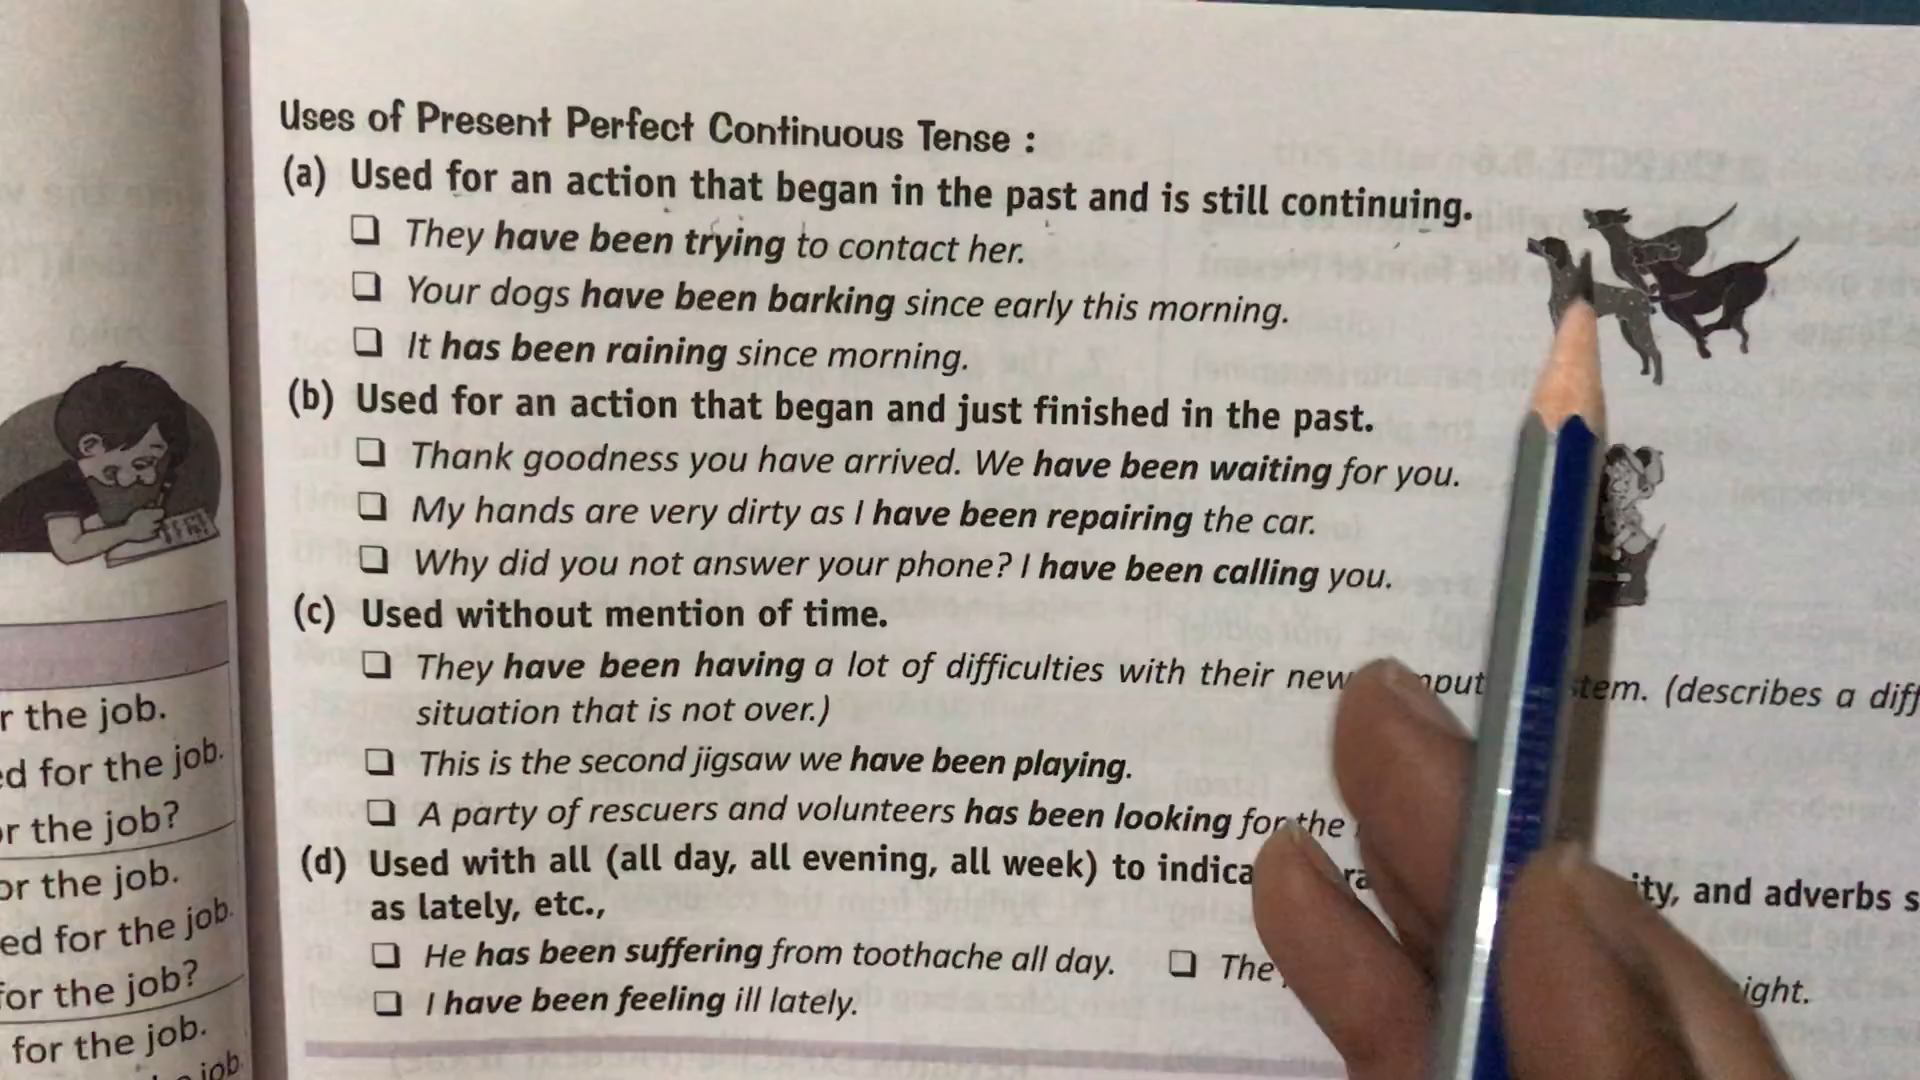 Uses of Present Perfect Continuous Tense :
(a) Used for an action that began in the past and is still continuing.
❑ They have been trying to contact her.
❑ Your dogs have been barking since early this morning.
❑ It has been raining since morning.
(b) Used for an action that began and just finished in the past.
❑ Thank goodness you have arrived. We have been waiting for you.
❑ My hands are very dirty as I have been repairing the car.
❑ Why did you not answer your phone? I have been calling you.
(c) Used without mention of time.
❑ They have been having a lot of difficulties with their new (describes a
situation that is not over.)
❑ This is the second jigsaw we have been playing.
❑ A party of rescuers and volunteers has been looking for the
(d) Used with all (all day, all evening, all week) to and adverbs
as lately, etc.,
❑ He has been suffering from toothache all day. ❑
❑ I have been feeling ill lately.
for the job.
for the job.
the job?
the job.
for the job.
for the job?
for the job.
job